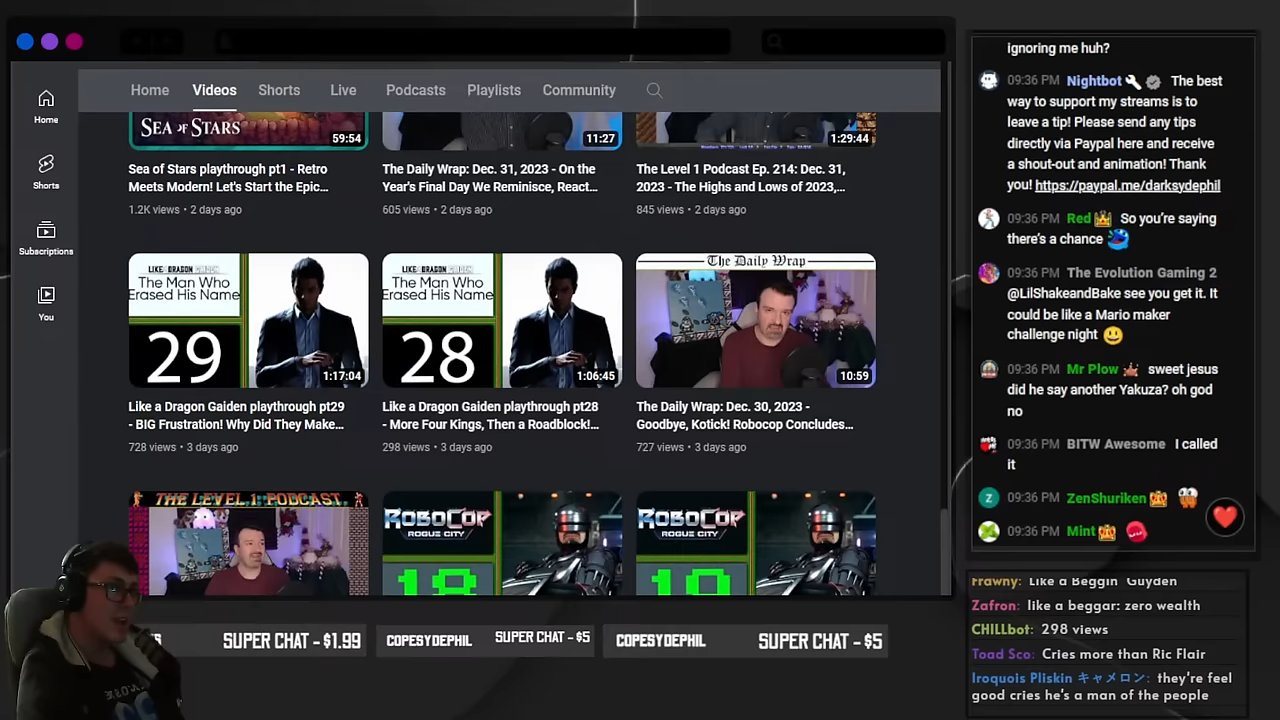 Home
Videos
Shorts
Live
Podcasts
Playlists
Community
Home
Shorts
Subscriptions
You
SEA OF STARS
59:54
11:27
1:29:44
Sea of Stars playthrough pt1 - Retro
Meets Modern! Let's Start the Epic...
1.2K views • 2 days ago
The Daily Wrap: Dec. 31, 2023 - On the
Year's Final Day We Reminisce, React...
605 views • 2 days ago
The Level 1 Podcast Ep. 214: Dec. 31,
2023 - The Highs and Lows of 2023,...
845 views • 2 days ago
LIKE A DRAGON GAIDEN
The Man Who
Erased His Name
29
1:17:04
LIKE A DRAGON GAIDEN
The Man Who
Erased His Name
28
1:06:45
The Daily Wrap
10:59
Like a Dragon Gaiden playthrough pt29
- BIG Frustration! Why Did They Make...
728 views • 3 days ago
Like a Dragon Gaiden playthrough pt28
- More Four Kings, Then a Roadblock!...
298 views • 3 days ago
The Daily Wrap: Dec. 30, 2023 -
Goodbye, Kotick! Robocop Concludes...
727 views • 3 days ago
THE LEVEL 1 PODCAST
ROBOCOP
ROGUE CITY
ROBOCOP
ROGUE CITY
SUPER CHAT - $1.99
COPESYDEPHIL
SUPER CHAT - $5
COPESYDEPHIL
SUPER CHAT - $5
ignoring me huh?
09:36 PM Nightbot The best
way to support my streams is to
leave a tip! Please send any tips
directly via Paypal here and receive
a shout-out and animation! Thank
you! https://paypal.me/darksydephil
09:36 PM Red So you're saying
there's a chance
09:36 PM The Evolution Gaming 2
@LilShakeandBake see you get it. It
could be like a Mario maker
challenge night
09:36 PM Mr Plow sweet jesus
did he say another Yakuza? oh god
no
09:36 PM BITW Awesome I called
it
Z 09:36 PM ZenShuriken
09:36 PM Mint
Frawny: Like a Beggin' Guyden
Zafron: like a beggar: zero wealth
CHILLbot: 298 views
Toad Sco: Cries more than Ric Flair
Iroquois Pliskin キャメロン: they're feel
good cries he's a man of the people